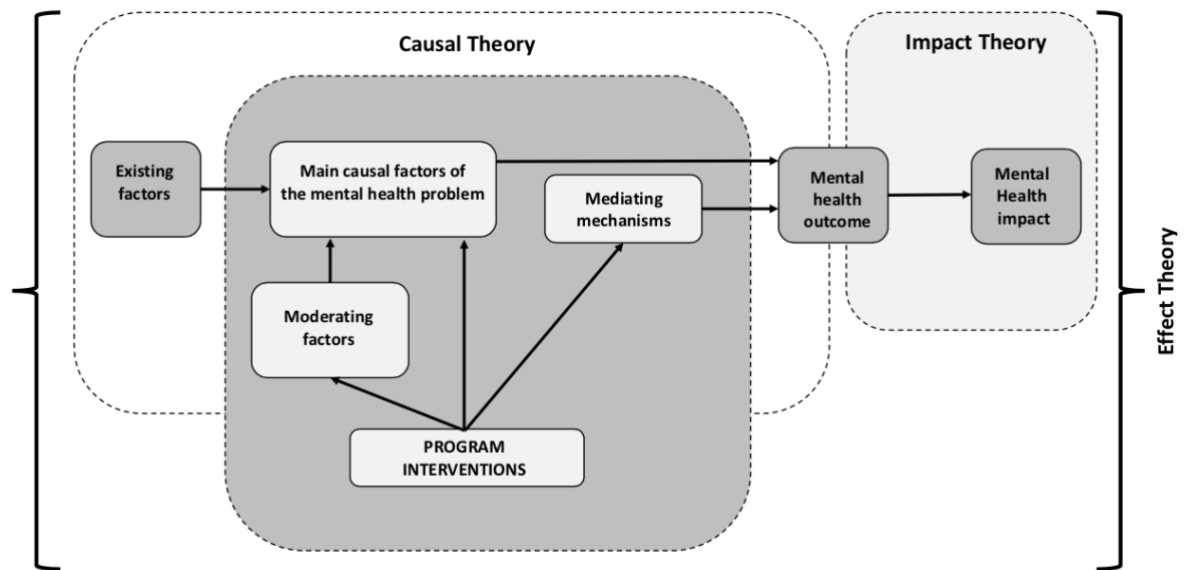 Causal Theory
Impact Theory
Existing
factors
Main causal factors of
the mental health problem
Mediating
mechanisms
Mental
health
outcome
Mental
Health
impact
Moderating
factors
PROGRAM
INTERVENTIONS
Effect Theory